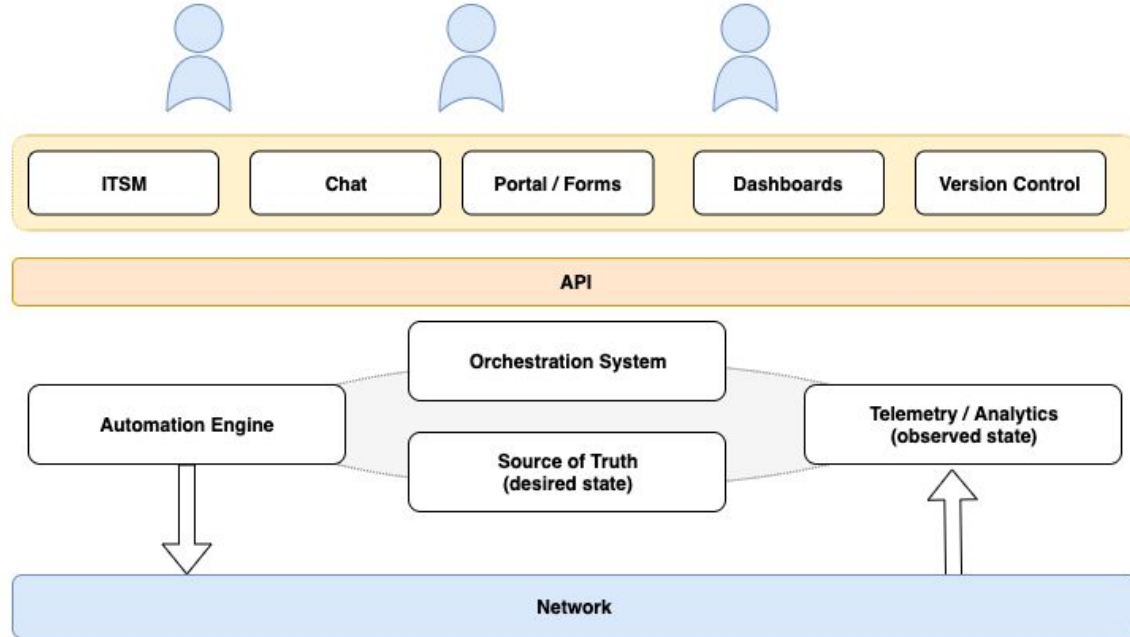 ITSM
Chat
Portal / Forms
Dashboards
Version Control
API
Orchestration System
Automation Engine
Telemetry / Analytics
(observed state)
Source of Truth
(desired state)
Network